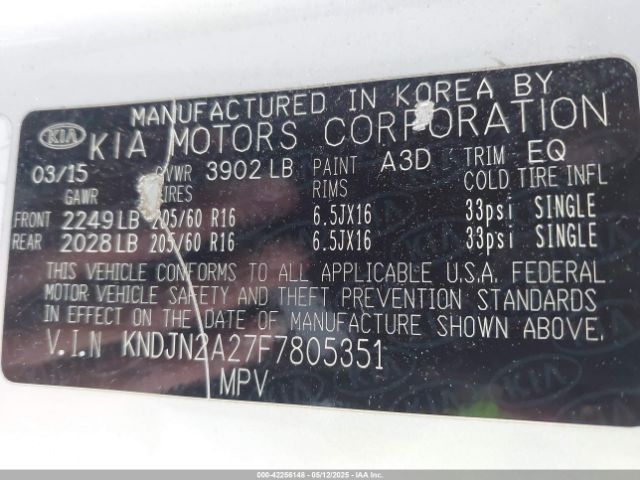 MANUFACTURED IN KOREA BY
KIA KIA MOTORS CORPORATION
03/15 GVWR 3902 LB PAINT A3D TRIM EQ
GAWR TIRES RIMS COLD TIRE INFL
FRONT 2249 LB 205/60 R16 6.5JX16 33psi SINGLE
REAR 2028 LB 205/60 R16 6.5JX16 33psi SINGLE
THIS VEHICLE CONFORMS TO ALL APPLICABLE U.S.A. FEDERAL
MOTOR VEHICLE SAFETY AND THEFT PREVENTION STANDARDS
IN EFFECT ON THE DATE OF MANUFACTURE SHOWN ABOVE.
V.I.N KNDJN2A27F7805351
MPV
000-42256148 - 05/12/2025 - IAAI.COM